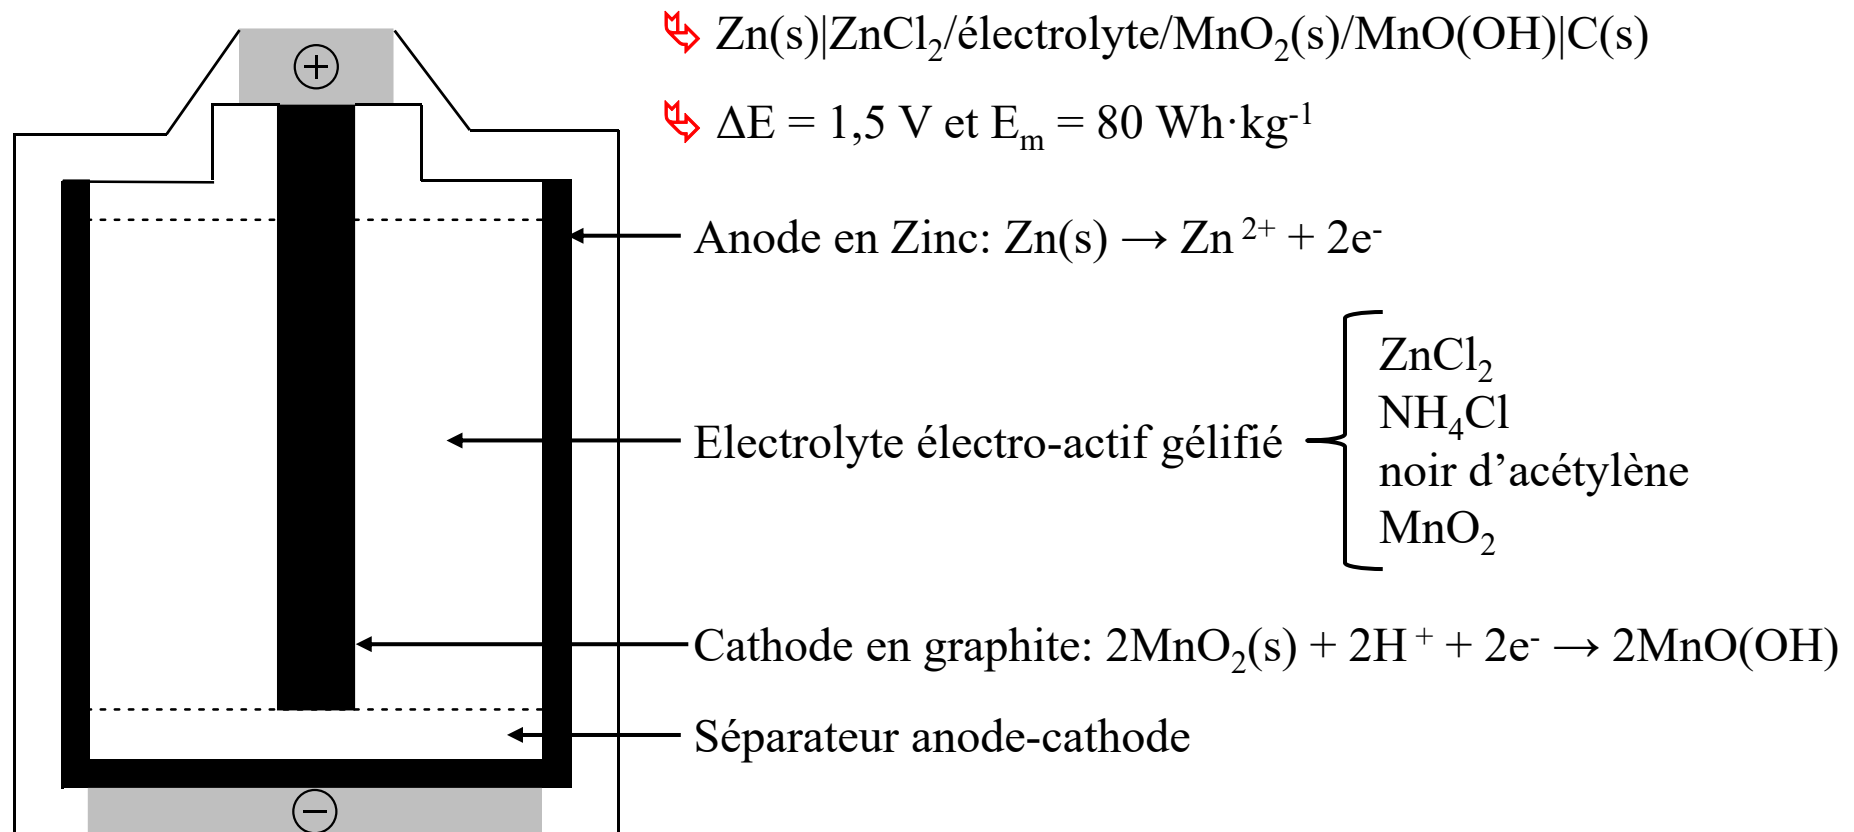 Zn(s)|ZnCl₂/électrolyte/MnO₂(s)/MnO(OH)|C(s)
ΔE = 1,5 V et Eₘ = 80 Wh·kg⁻¹
+
Anode en Zinc: Zn(s) → Zn ²⁺ + 2e⁻
ZnCl₂
NH₄Cl
Electrolyte électro-actif gélifié
noir d’acétylène
MnO₂
Cathode en graphite: 2MnO₂(s) + 2H ⁺ + 2e⁻ → 2MnO(OH)
Séparateur anode-cathode
−